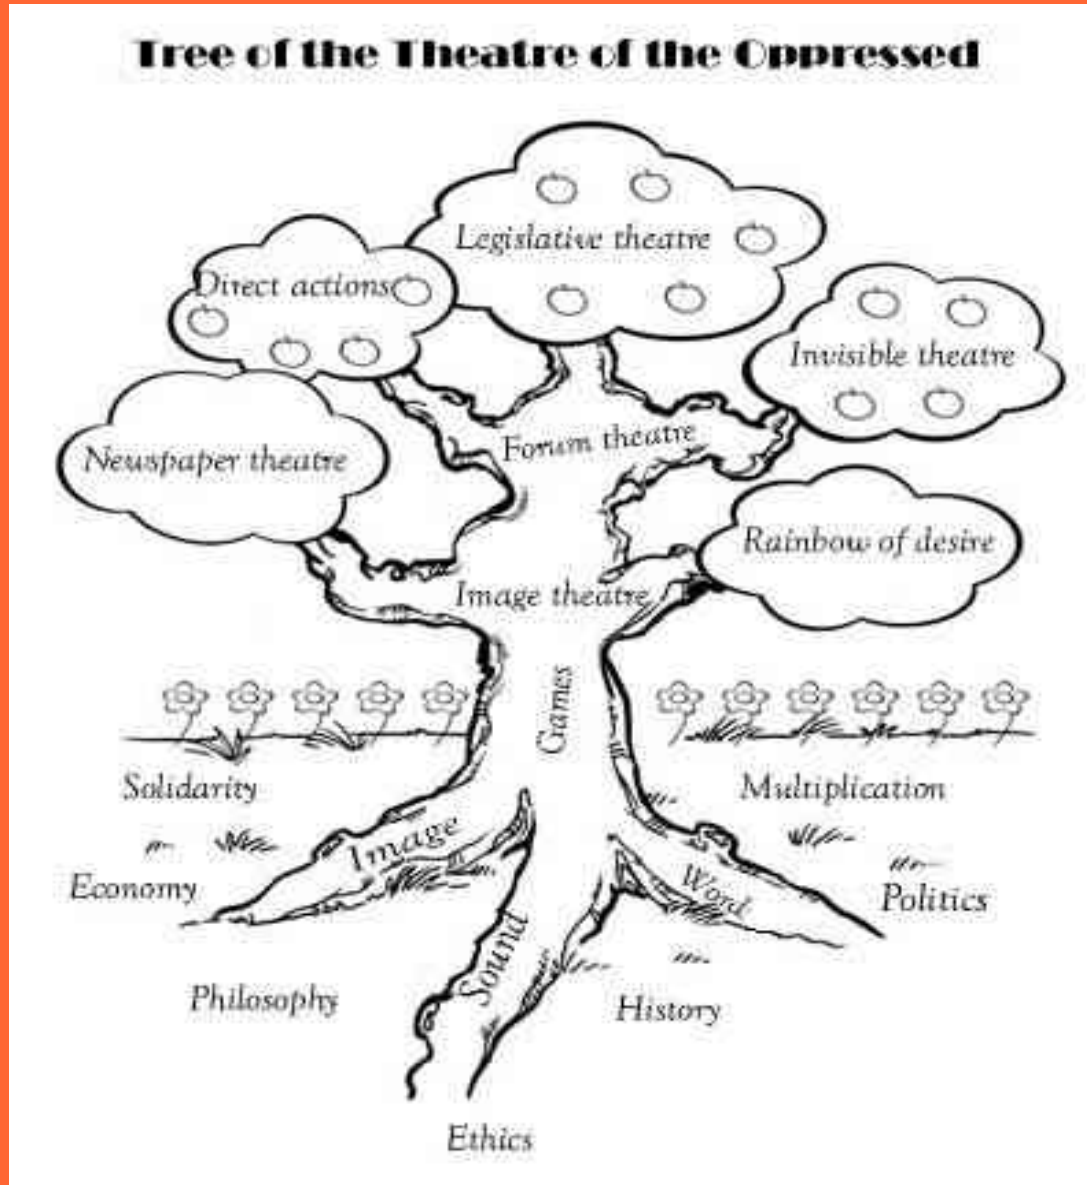 Tree of the Theatre of the Oppressed
Legislative theatre
Direct actions
Invisible theatre
Forum theatre
Newspaper theatre
Rainbow of desire
Image theatre
Games
Solidarity
Multiplication
Image
Word
Economy
Politics
Sound
Philosophy
History
Ethics